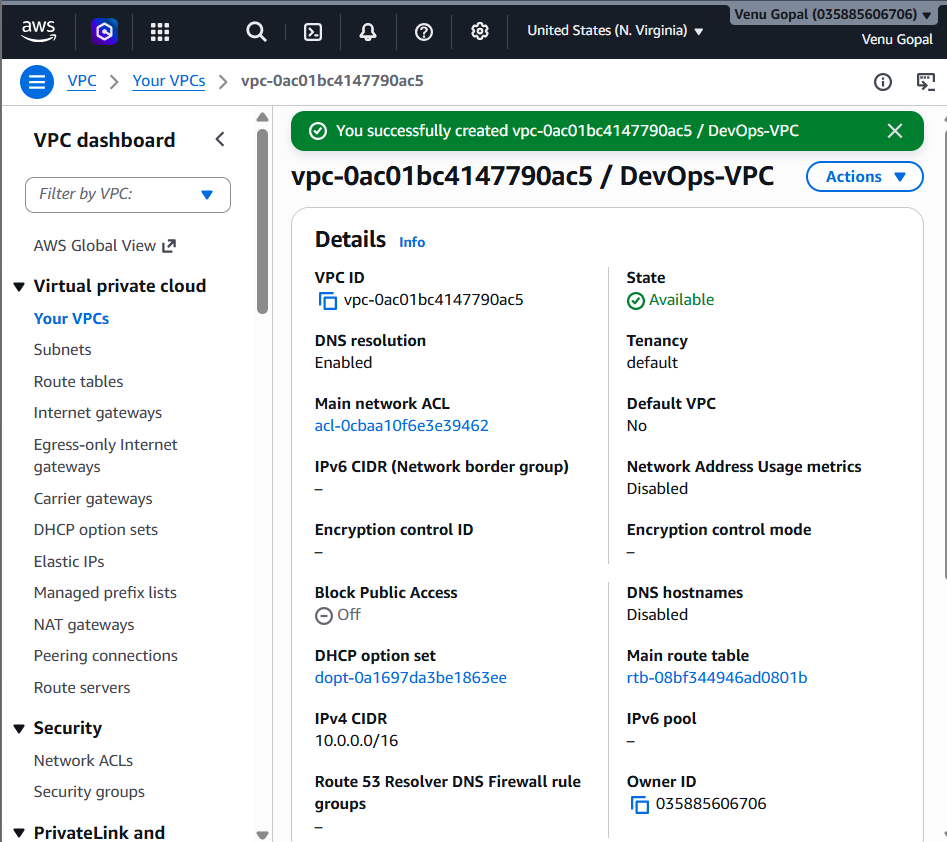 aws
United States (N. Virginia)
Venu Gopal (035885606706)
Venu Gopal
VPC
Your VPCs
vpc-0ac01bc4147790ac5
VPC dashboard
Filter by VPC:
AWS Global View
Virtual private cloud
Your VPCs
Subnets
Route tables
Internet gateways
Egress-only Internet
gateways
Carrier gateways
DHCP option sets
Elastic IPs
Managed prefix lists
NAT gateways
Peering connections
Route servers
Security
Network ACLs
Security groups
PrivateLink and
You successfully created vpc-0ac01bc4147790ac5 / DevOps-VPC
vpc-0ac01bc4147790ac5 / DevOps-VPC
Actions
Details Info
VPC ID
vpc-0ac01bc4147790ac5
State
Available
DNS resolution
Enabled
Tenancy
default
Main network ACL
acl-0cbaa10f6e3e39462
Default VPC
No
IPv6 CIDR (Network border group)
–
Network Address Usage metrics
Disabled
Encryption control ID
–
Encryption control mode
–
Block Public Access
Off
DNS hostnames
Disabled
DHCP option set
dopt-0a1697da3be1863ee
Main route table
rtb-08bf344946ad0801b
IPv4 CIDR
10.0.0.0/16
IPv6 pool
–
Route 53 Resolver DNS Firewall rule
groups
–
Owner ID
035885606706